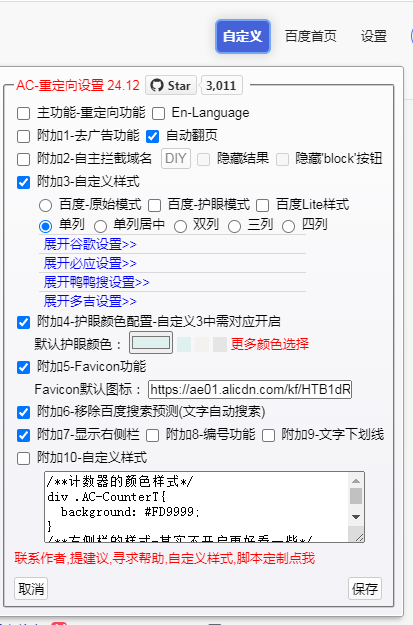 自定义 百度首页 设置
AC-重定向设置 24.12 Star 3,011
主功能-重定向功能 En-Language
附加1-去广告功能 自动翻页
附加2-自主拦截域名 DIY 隐藏结果 隐藏'block'按钮
附加3-自定义样式
百度-原始模式 百度-护眼模式 百度Lite样式
单列 单列居中 双列 三列 四列
展开谷歌设置>>
展开必应设置>>
展开鸭鸭搜设置>>
展开多吉设置>>
附加4-护眼颜色配置-自定义3中需对应开启
默认护眼颜色： 更多颜色选择
附加5-Favicon功能
Favicon默认图标： https://ae01.alicdn.com/kf/HTB1dR
附加6-移除百度搜索预测(文字自动搜索)
附加7-显示右侧栏 附加8-编号功能 附加9-文字下划线
附加10-自定义样式
/**计数器的颜色样式*/
div .AC-CounterT{
background: #FD9999;
}
/**右侧栏的样式-其实不开启更好看一些*/
联系作者,提建议,寻求帮助,自定义样式,脚本定制点我
取消 保存